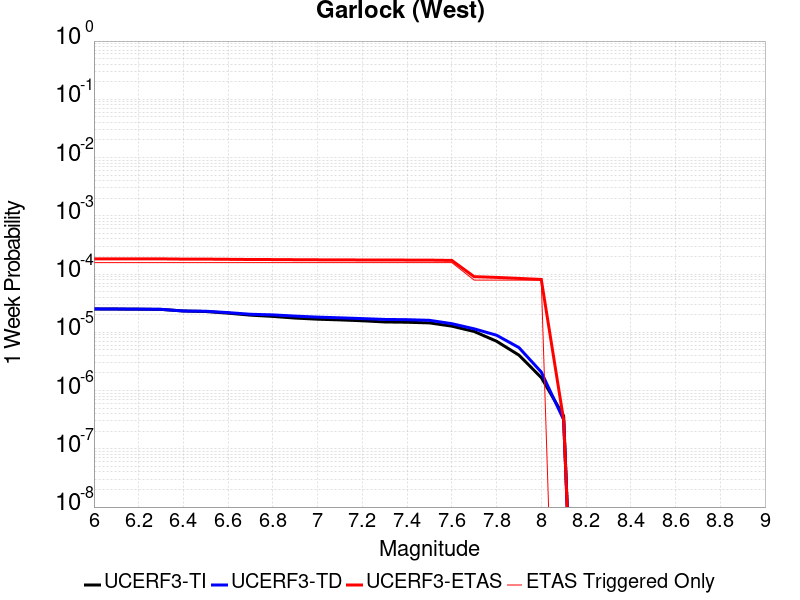 Garlock (West)
10^0
10^-1
10^-2
10^-3
10^-4
10^-5
10^-6
10^-7
10^-8
1 Week Probability
6 6.2 6.4 6.6 6.8 7 7.2 7.4 7.6 7.8 8 8.2 8.4 8.6 8.8 9
Magnitude
UCERF3-TI UCERF3-TD UCERF3-ETAS ETAS Triggered Only